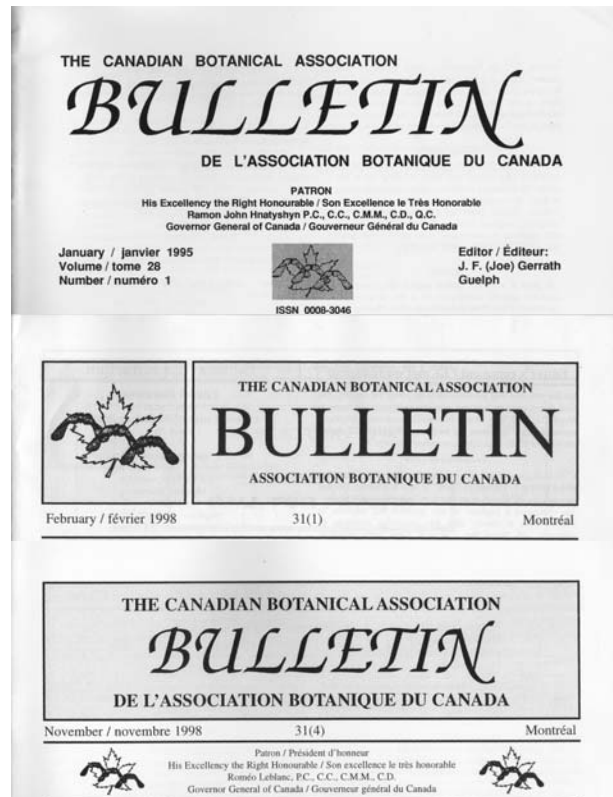 THE CANADIAN BOTANICAL ASSOCIATION
BULLETIN
DE L'ASSOCIATION BOTANIQUE DU CANADA
PATRON
His Excellency the Right Honourable / Son Excellence le Très Honorable
Ramon John Hnatyshyn P.C., C.C., C.M.M., C.D., Q.C.
Governor General of Canada / Gouverneur Général du Canada
January / janvier 1995
Volume / tome 28
Number / numéro 1
Editor / Éditeur:
J. F. (Joe) Gerrath
Guelph
ISSN 0008-3046
THE CANADIAN BOTANICAL ASSOCIATION
BULLETIN
ASSOCIATION BOTANIQUE DU CANADA
February / février 1998 31(1) Montréal
THE CANADIAN BOTANICAL ASSOCIATION
BULLETIN
DE L'ASSOCIATION BOTANIQUE DU CANADA
November / novembre 1998 31(4) Montréal
Patron / Président d'honneur
His Excellency the Right Honourable / Son excellence le très honorable
Roméo Leblanc, P.C., C.C., C.M.M., C.D.
Governor General of Canada / Gouverneur général du Canada